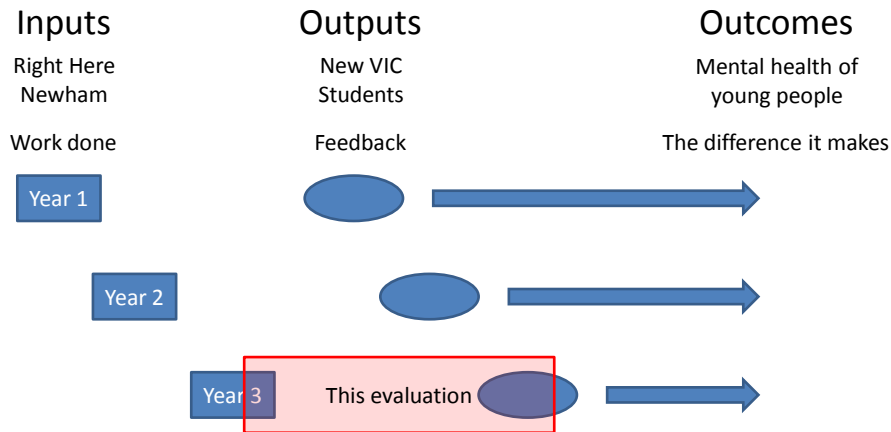 Inputs
Outputs
Outcomes
Right Here
Newham
New VIC
Students
Mental health of
young people
Work done
Feedback
The difference it makes
Year 1
Year 2
Year 3
This evaluation